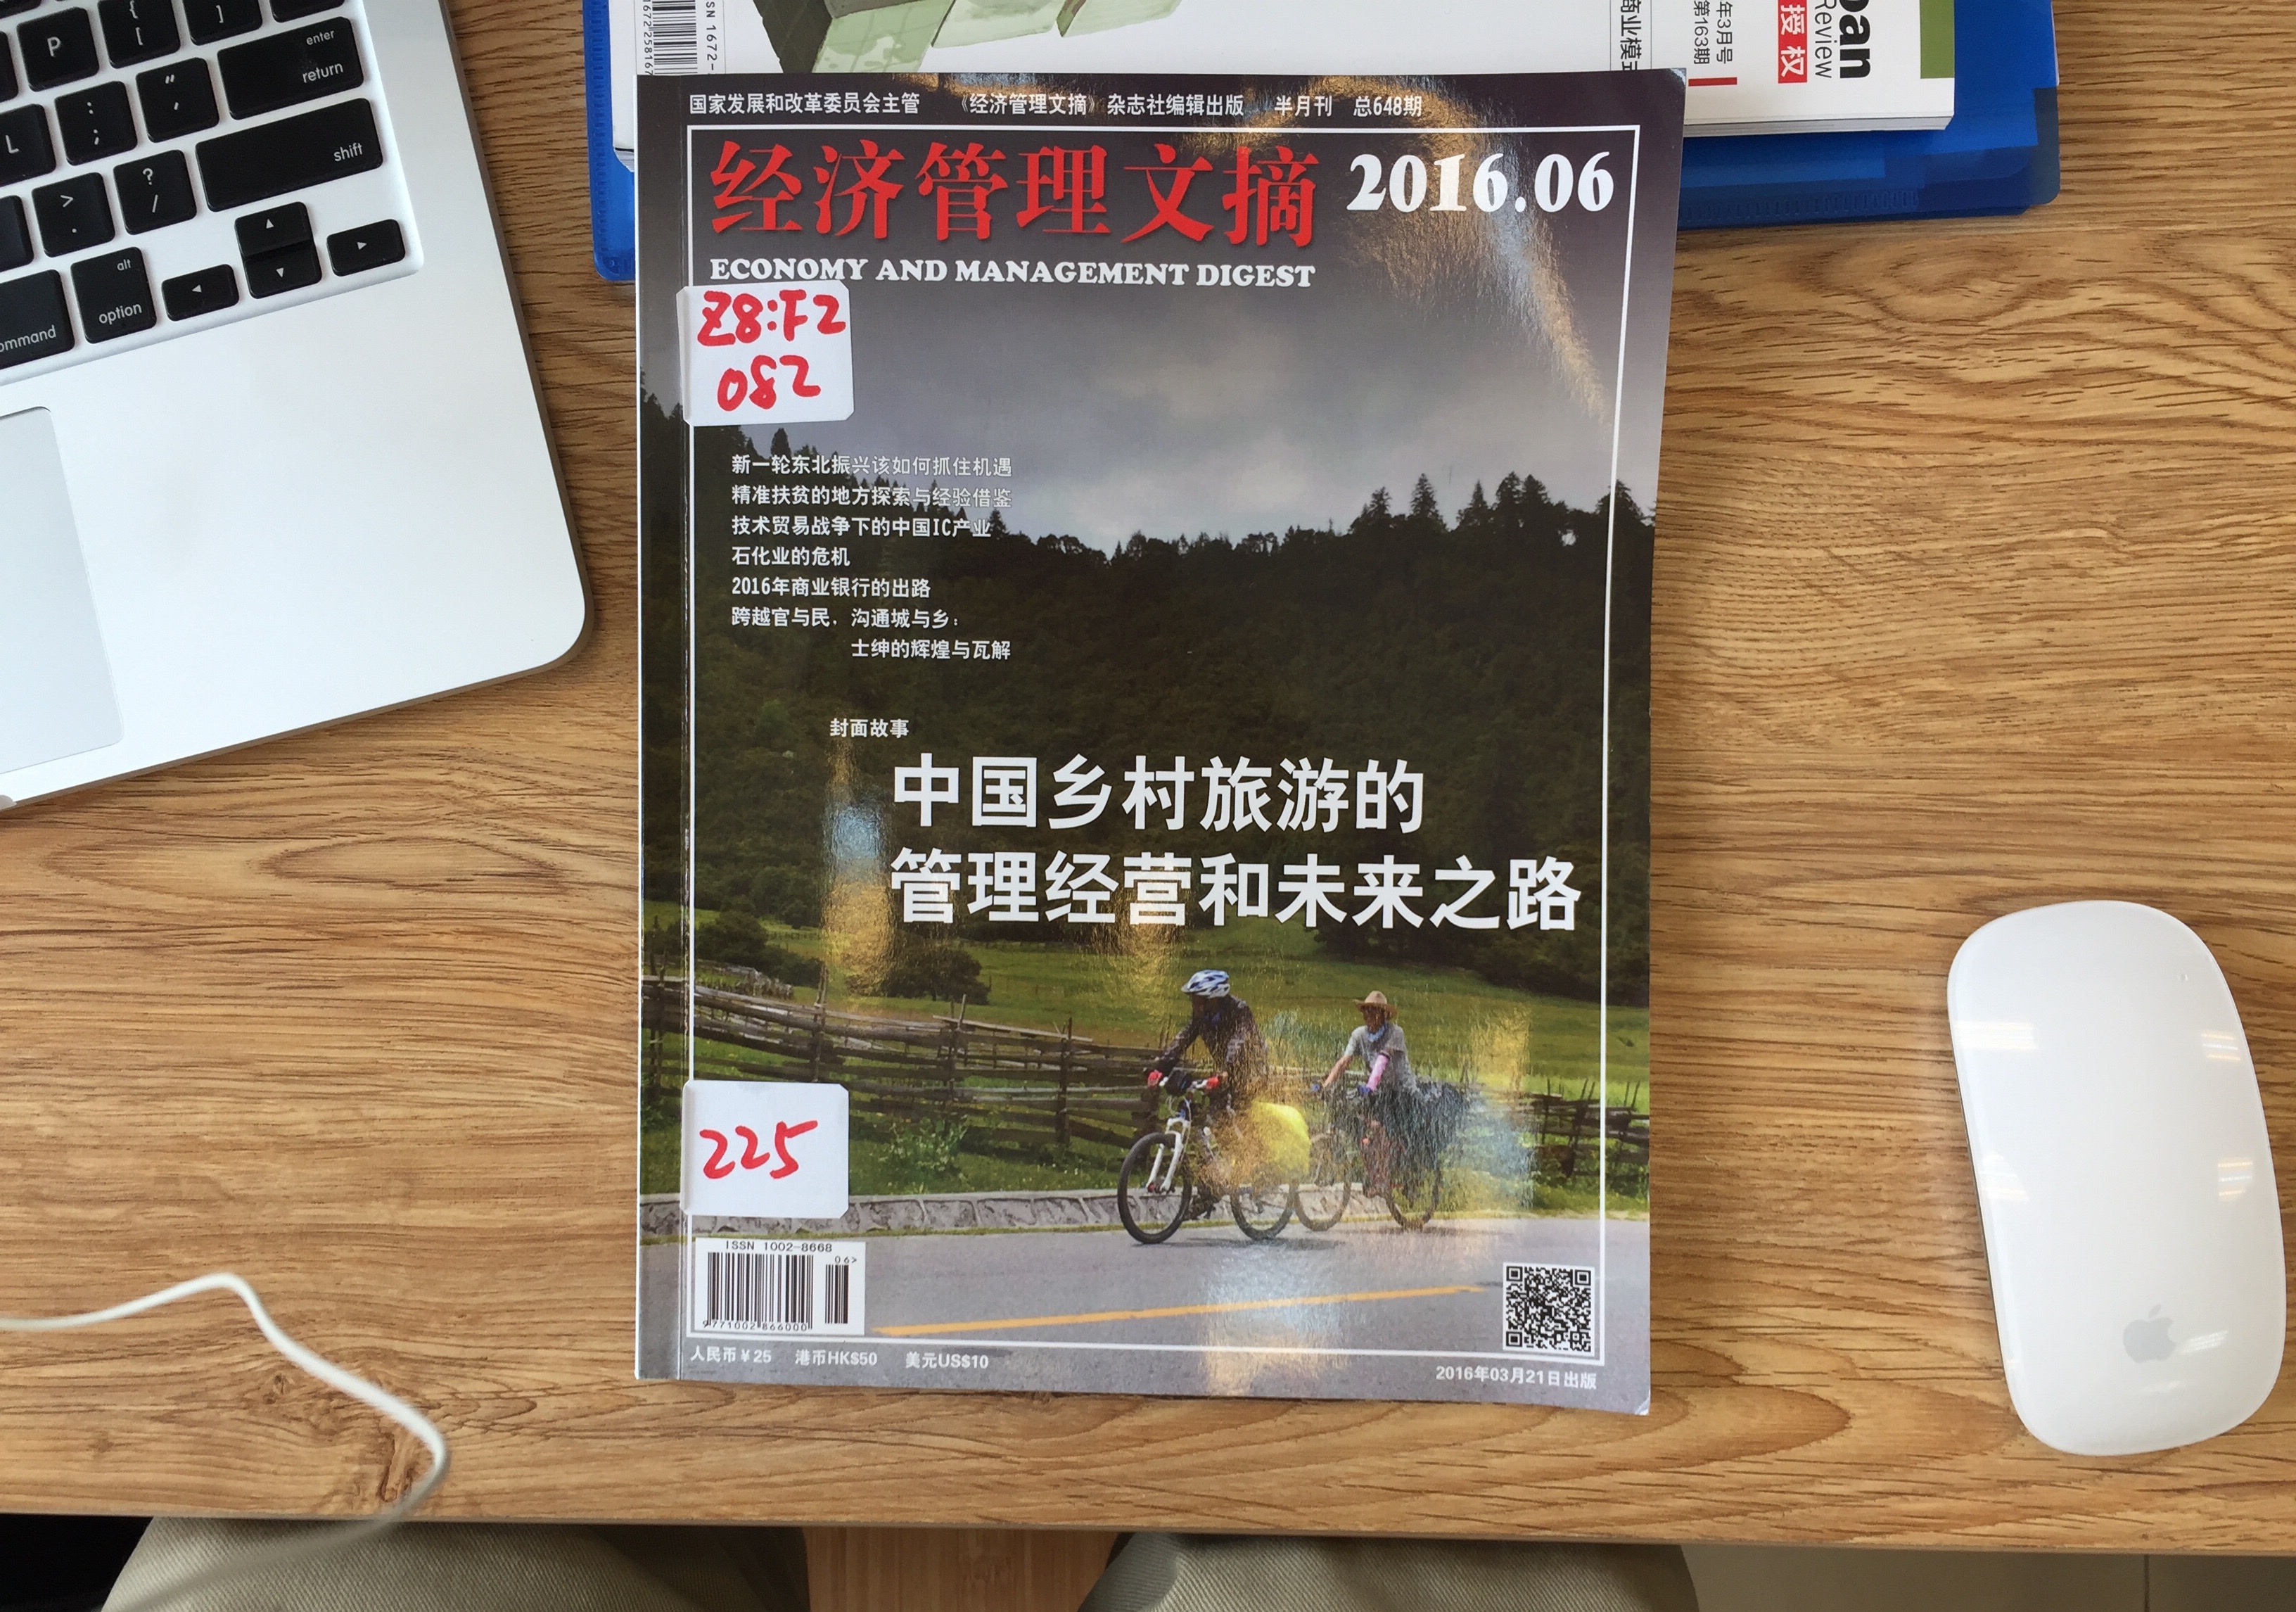 国家发展和改革委员会主管 《经济管理文摘》杂志社编辑出版 半月刊 总648期
经济管理文摘 2016.06
ECONOMY AND MANAGEMENT DIGEST
Z8:F2
082
新一轮东北振兴该如何抓住机遇
精准扶贫的地方探索与经验借鉴
技术贸易战争下的中国IC产业
石化业的危机
2016年商业银行的出路
跨越官与民，沟通城与乡：
士绅的辉煌与瓦解
封面故事
中国乡村旅游的
管理经营和未来之路
225
ISSN 1002-8668
06>
9771002866000
人民币￥25 港币HK$50 美元US$10
2016年03月21日出版
Review
授权
年3月号
第163期
P
{
[
}
]
enter
return
L
:
;
"
'
shift
>
.
?
/
alt
option